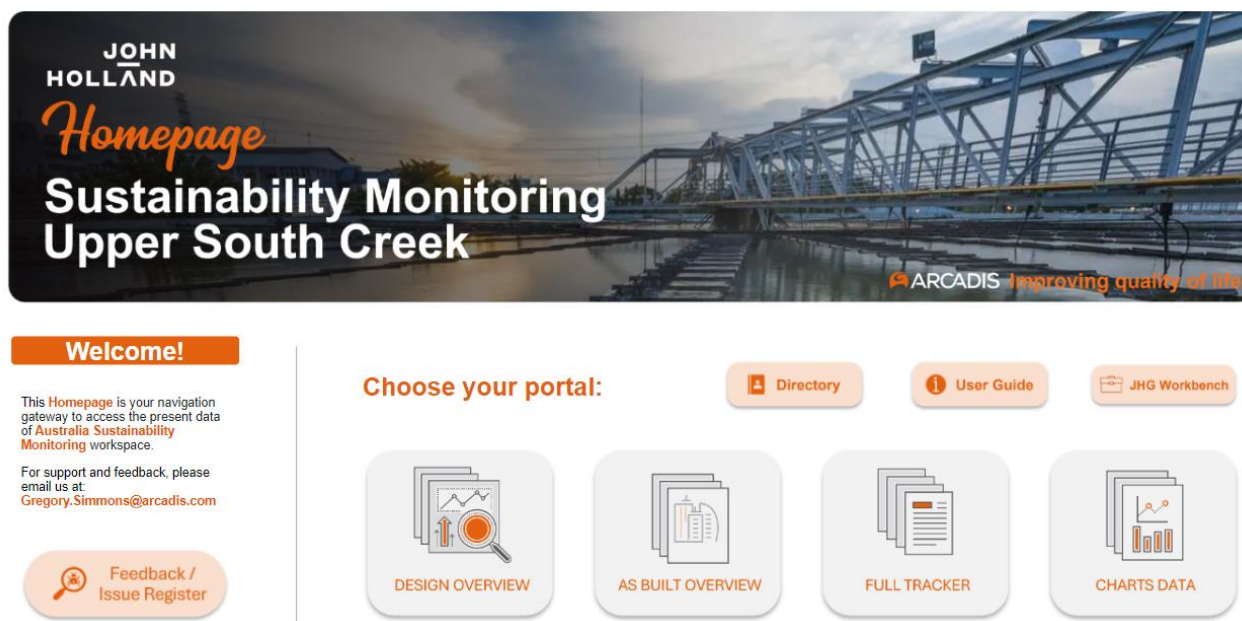 JOHN
HOLLAND
Homepage
Sustainability Monitoring
Upper South Creek
ARCADIS Improving quality of life
Welcome!
This Homepage is your navigation
gateway to access the present data
of Australia Sustainability
Monitoring workspace.
For support and feedback, please
email us at:
Gregory.Simmons@arcadis.com
Feedback /
Issue Register
Choose your portal:
Directory
User Guide
JHG Workbench
DESIGN OVERVIEW
AS BUILT OVERVIEW
FULL TRACKER
CHARTS DATA